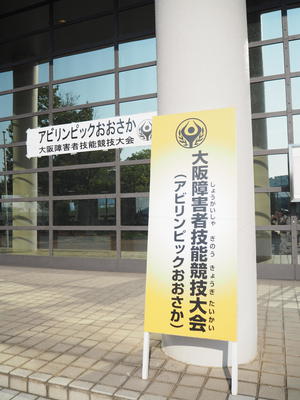 アビリンピックおおさか
大阪障害者技能競技大会
大阪障害者技能競技大会
しょうがいしゃ ぎのう きょうぎ たいかい
(アビリンピックおおさか)